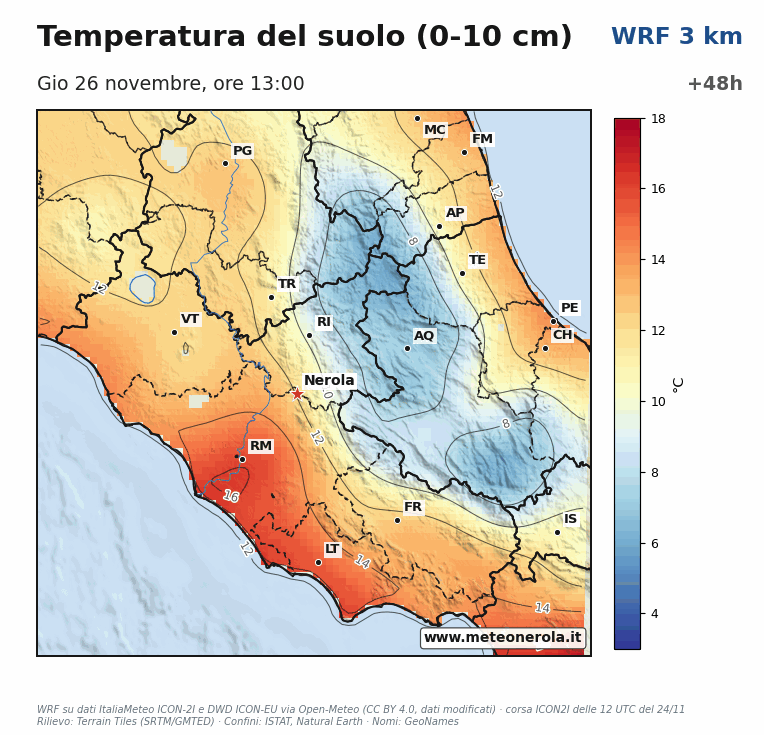 Temperatura del suolo (0-10 cm)
WRF 3 km
Gio 26 novembre, ore 13:00
+48h
MC
FM
PG
12
AP
8
TE
12
TR
PE
VT
RI
CH
AQ
0
Nerola
10
8
12
RM
16
FR
IS
12
LT
14
14
www.meteonerola.it
18
16
14
12
10
8
6
4
°C
WRF su dati ItaliaMeteo ICON-2I e DWD ICON-EU via Open-Meteo (CC BY 4.0, dati modificati) · corsa ICON2I delle 12 UTC del 24/11
Rilievo: Terrain Tiles (SRTM/GMTED) · Confini: ISTAT, Natural Earth · Nomi: GeoNames